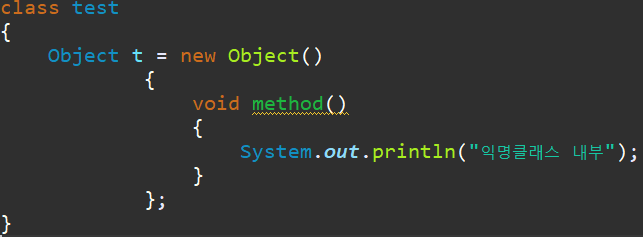 class test
{
    Object t = new Object()
            {
                void method()
                {
                    System.out.println("익명클래스 내부");
                }
            };
}